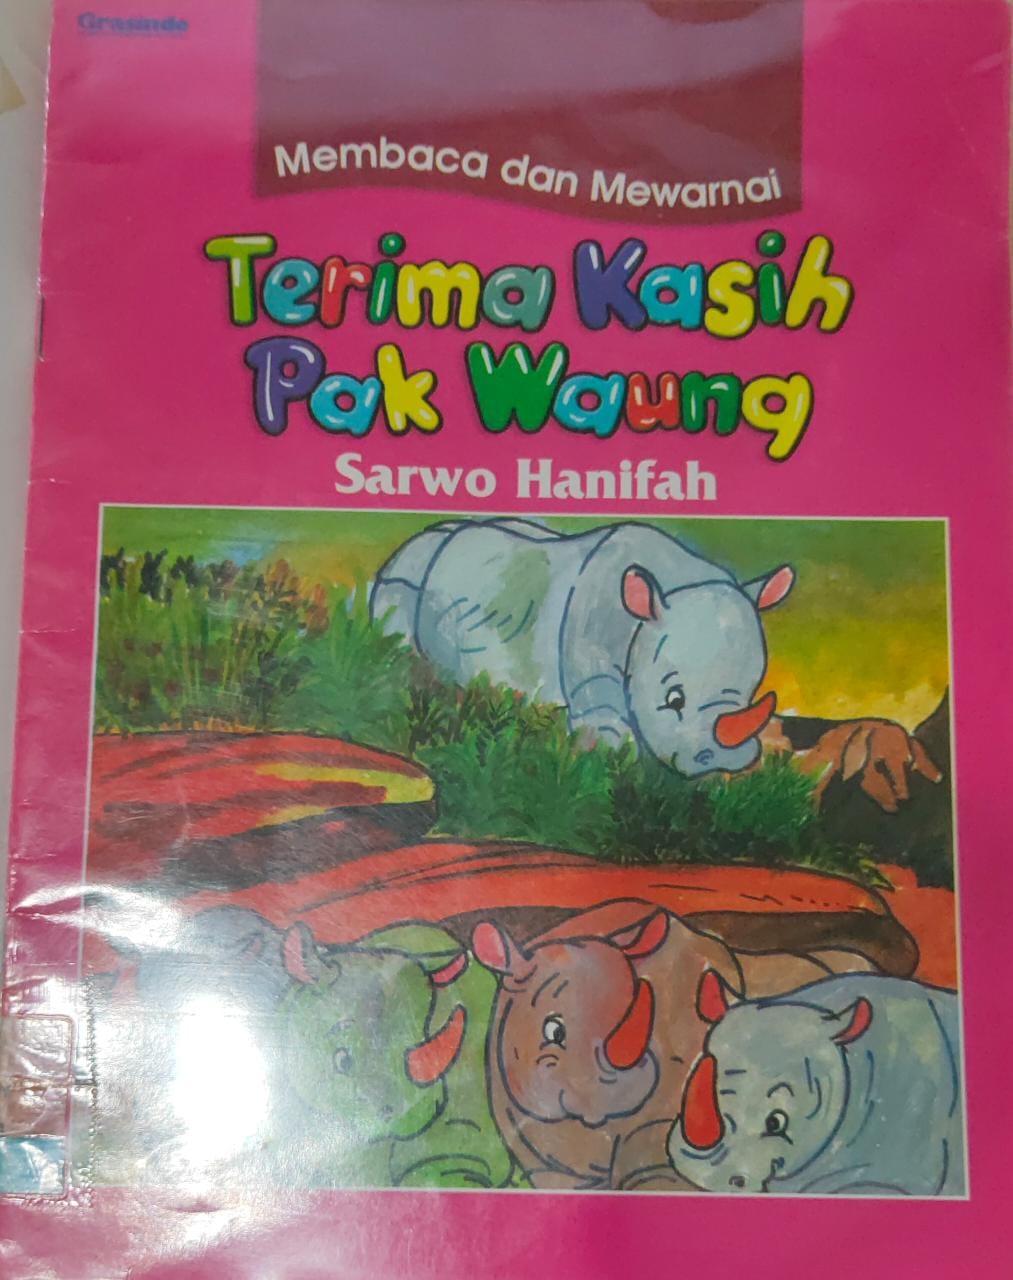 Grasindo
Membaca dan Mewarnai
Terima Kasih
Pak Waung
Sarwo Hanifah